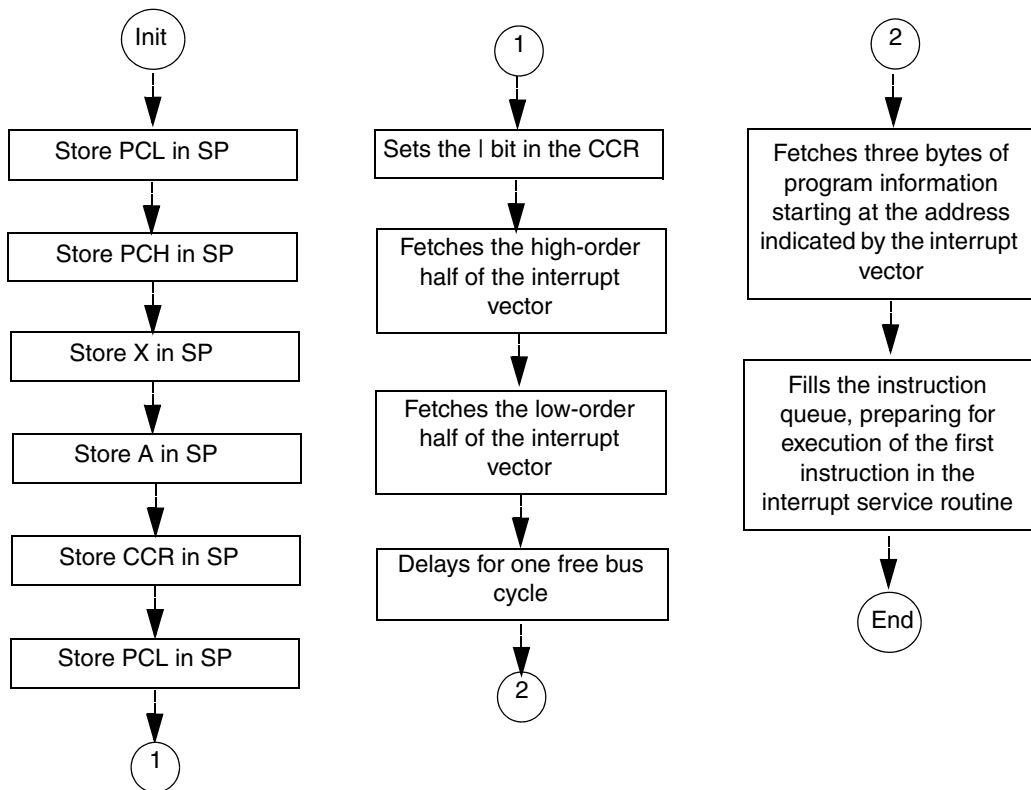 Init
Store PCL in SP
Store PCH in SP
Store X in SP
Store A in SP
Store CCR in SP
Store PCL in SP
1
1
Sets the I bit in the CCR
Fetches the high-order
half of the interrupt
vector
Fetches the low-order
half of the interrupt
vector
Delays for one free bus
cycle
2
2
Fetches three bytes of
program information
starting at the address
indicated by the interrupt
vector
Fills the instruction
queue, preparing for
execution of the first
instruction in the
interrupt service routine
End